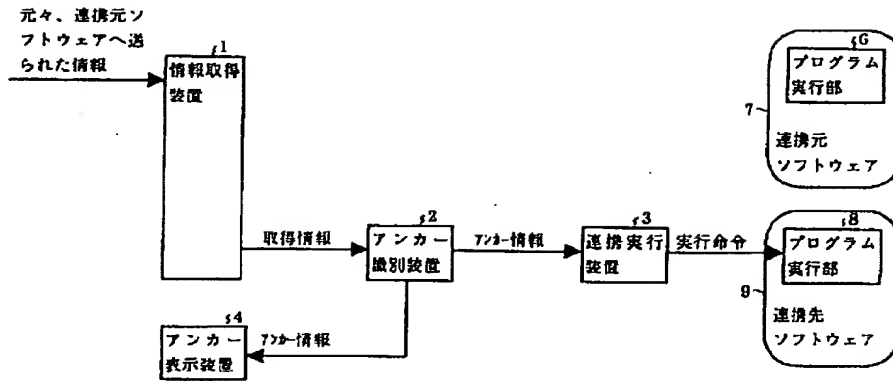 元々、連携元ソ
フトウェアへ送
られた情報
1
情報取得
装置
6
プログラム
実行部
7
連携元
ソフトウェア
取得情報
2
アンカー
識別装置
アンカー情報
3
連携実行
装置
実行命令
8
プログラム
実行部
9
連携先
ソフトウェア
4
アンカー
表示装置
アンカー情報